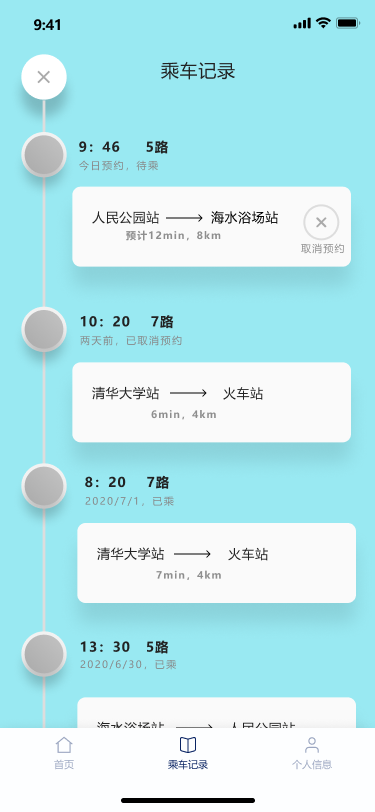 9:41
乘车记录
9：46 5路
今日预约，待乘
人民公园站 海水浴场站
预计12min，8km
取消预约
10：20 7路
两天前，已取消预约
清华大学站 火车站
6min，4km
8：20 7路
2020/7/1，已乘
清华大学站 火车站
7min，4km
13：30 5路
2020/6/30，已乘
海水浴场站 人民公园站
首页 乘车记录 个人信息